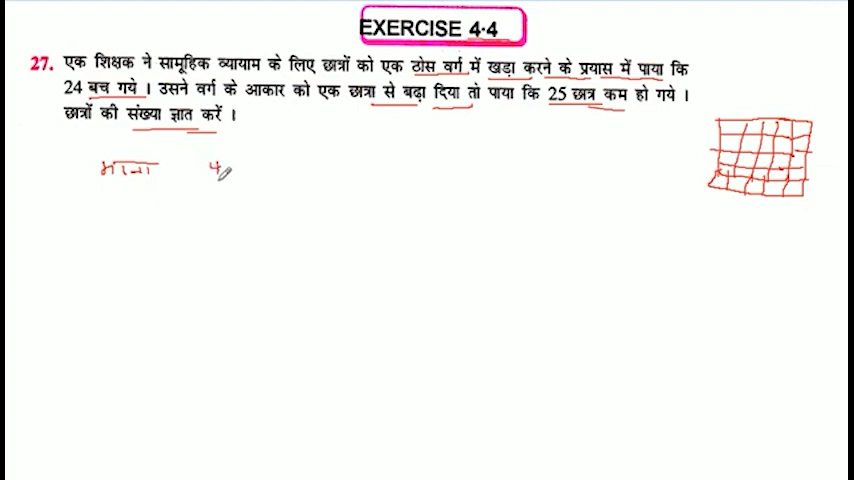 EXERCISE 4·4
27. एक शिक्षक ने सामूहिक व्यायाम के लिए छात्रों को एक ठोस वर्ग में खड़ा करने के प्रयास में पाया कि
24 बच गये । उसने वर्ग के आकार को एक छात्रा से बढ़ा दिया तो पाया कि 25 छात्र कम हो गये ।
छात्रों की संख्या ज्ञात करें ।
माना